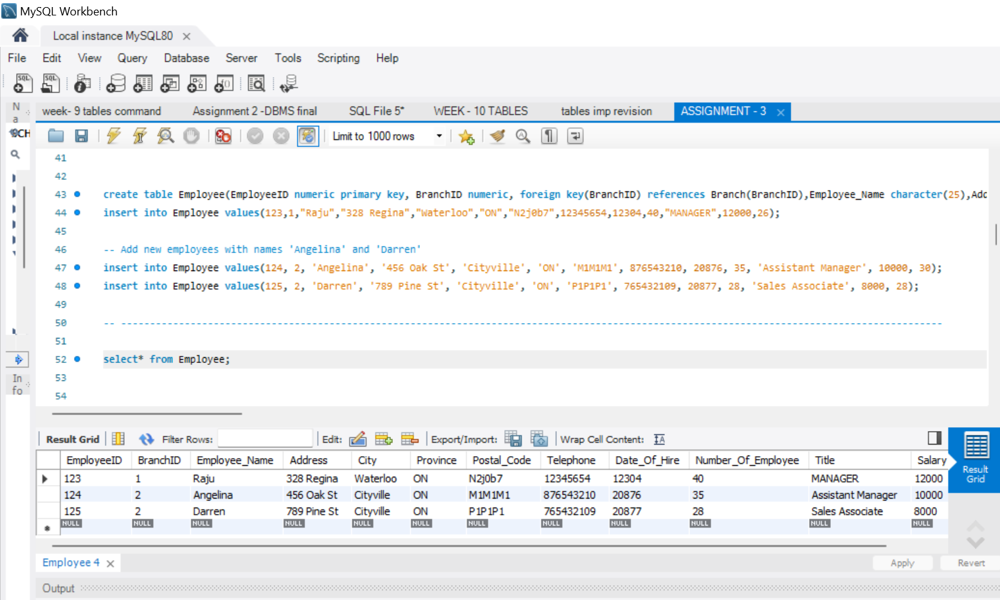 MySQL Workbench
Local instance MySQL80
File Edit View Query Database Server Tools Scripting Help
SQL SQL
N
a
week- 9 tables command Assignment 2 -DBMS final SQL File 5* WEEK - 10 TABLES tables imp revision ASSIGNMENT - 3
CH
Limit to 1000 rows
41
42
43 create table Employee(EmployeeID numeric primary key, BranchID numeric, foreign key(BranchID) references Branch(BranchID),Employee_Name character(25),Adc
44 insert into Employee values(123,1,"Raju","328 Regina","Waterloo","ON","N2j0b7",12345654,12304,40,"MANAGER",12000,26);
45
46 -- Add new employees with names 'Angelina' and 'Darren'
47 insert into Employee values(124, 2, 'Angelina', '456 Oak St', 'Cityville', 'ON', 'M1M1M1', 876543210, 20876, 35, 'Assistant Manager', 10000, 30);
48 insert into Employee values(125, 2, 'Darren', '789 Pine St', 'Cityville', 'ON', 'P1P1P1', 765432109, 20877, 28, 'Sales Associate', 8000, 28);
49
50 -- ----------------------------------------------------------------------------------------------------------------------------------------------
51
52 select* from Employee;
53
54
In
fo
Result Grid Filter Rows: Edit: Export/Import: Wrap Cell Content: IA
EmployeeID BranchID Employee_Name Address City Province Postal_Code Telephone Date_Of_Hire Number_Of_Employee Title Salary
123 1 Raju 328 Regina Waterloo ON N2j0b7 12345654 12304 40 MANAGER 12000
124 2 Angelina 456 Oak St Cityville ON M1M1M1 876543210 20876 35 Assistant Manager 10000
125 2 Darren 789 Pine St Cityville ON P1P1P1 765432109 20877 28 Sales Associate 8000
NULL NULL NULL NULL NULL NULL NULL NULL NULL NULL NULL NULL
Result
Grid
Employee 4
Apply Revert
Output